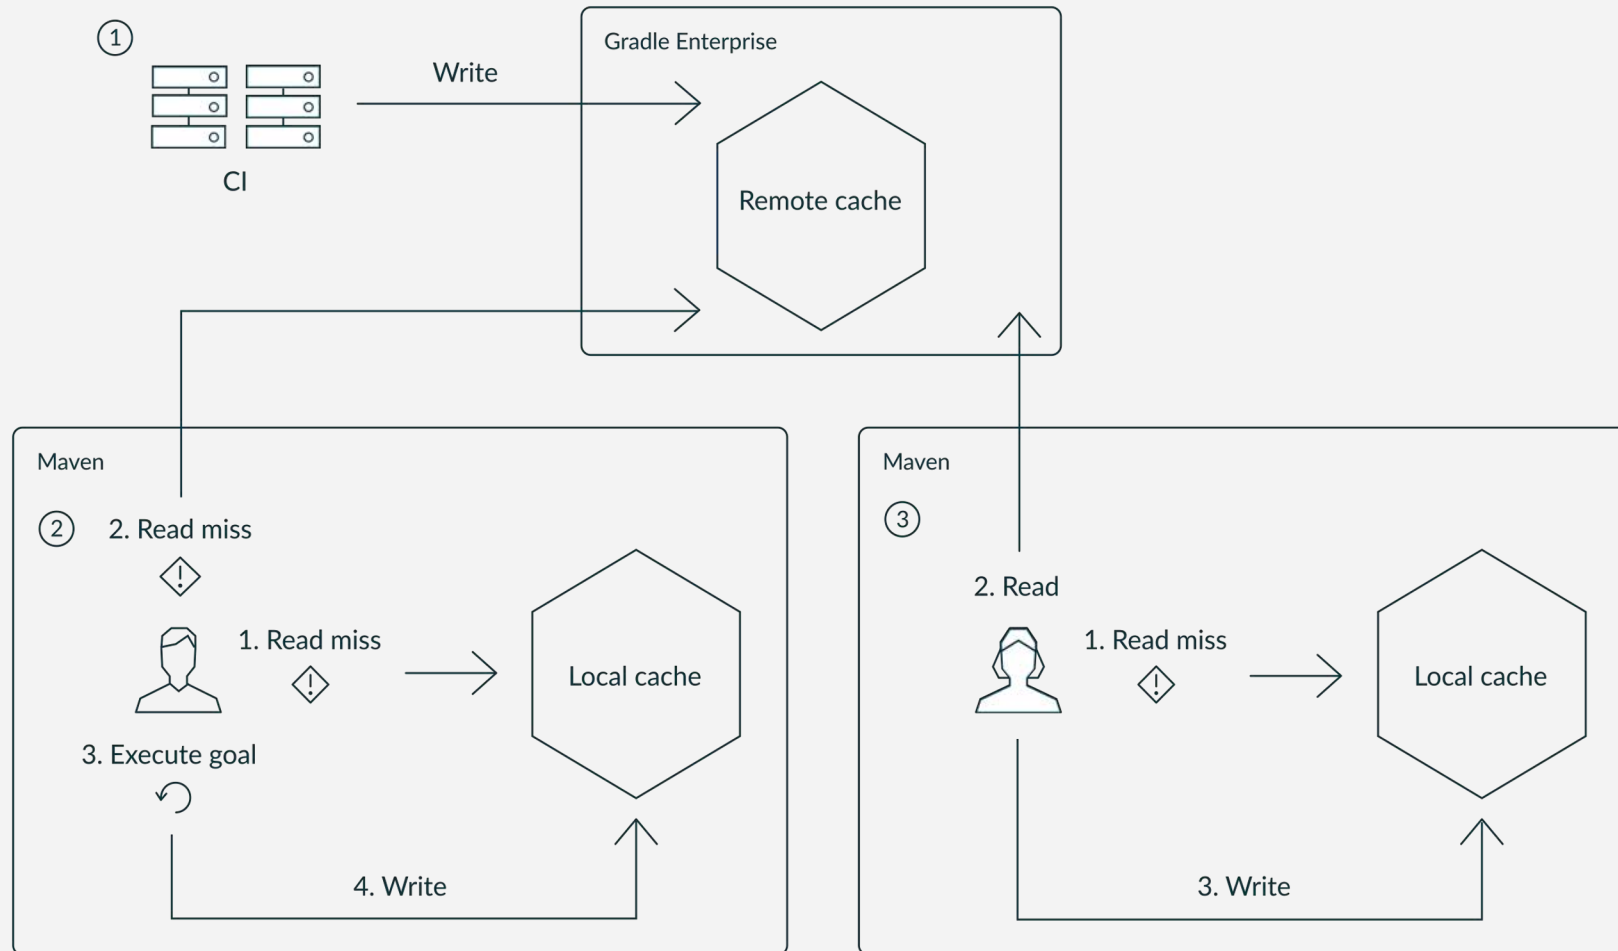 1
Gradle Enterprise
Write
CI
Remote cache
Maven
2
2. Read miss
1. Read miss
Local cache
3. Execute goal
4. Write
Maven
3
2. Read
1. Read miss
Local cache
3. Write